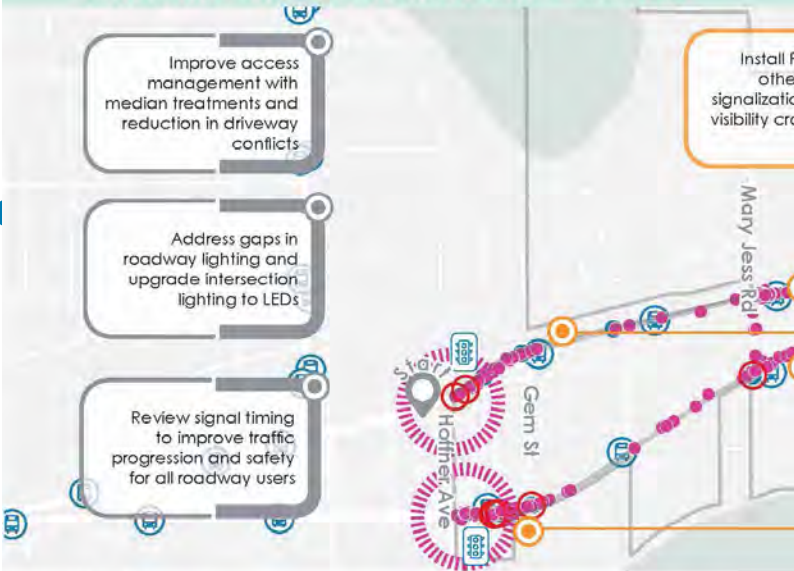 Improve access
management with
median treatments and
reduction in driveway
conflicts
Address gaps in
roadway lighting and
upgrade intersection
lighting to LEDs
Review signal timing
to improve traffic
progression and safety
for all roadway users
Install
visibility
Mary Jess Rd
Start
Hoffner Ave
Gem St